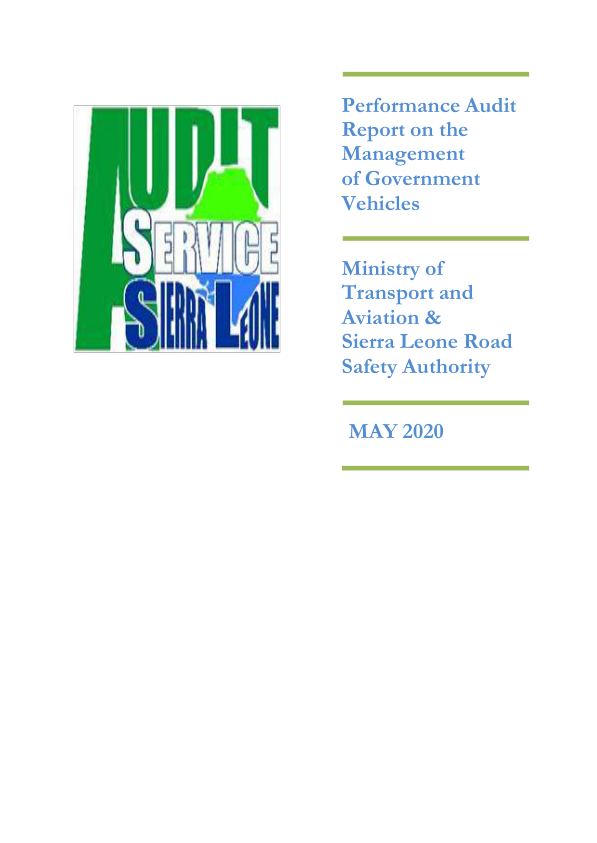 AUDIT
SERVICE
SIERRA LEONE
Performance Audit
Report on the
Management
of Government
Vehicles
Ministry of
Transport and
Aviation &
Sierra Leone Road
Safety Authority
MAY 2020